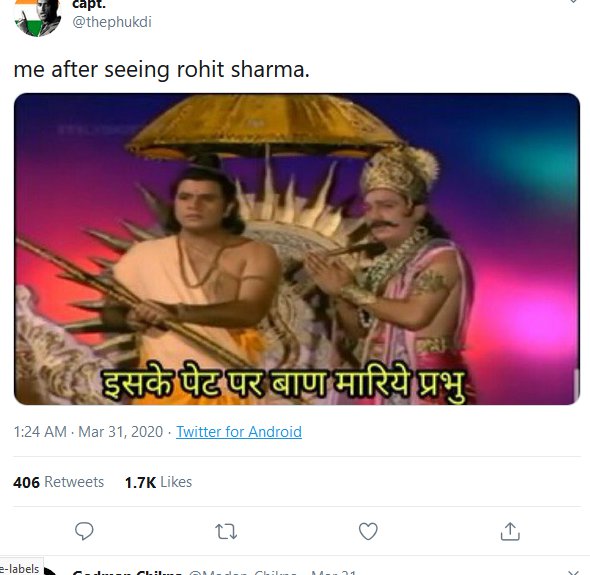 capt.
@thephukdi
me after seeing rohit sharma.
इसके पेट पर बाण मारिये प्रभु
1:24 AM · Mar 31, 2020 · Twitter for Android
406 Retweets 1.7K Likes
e-labels